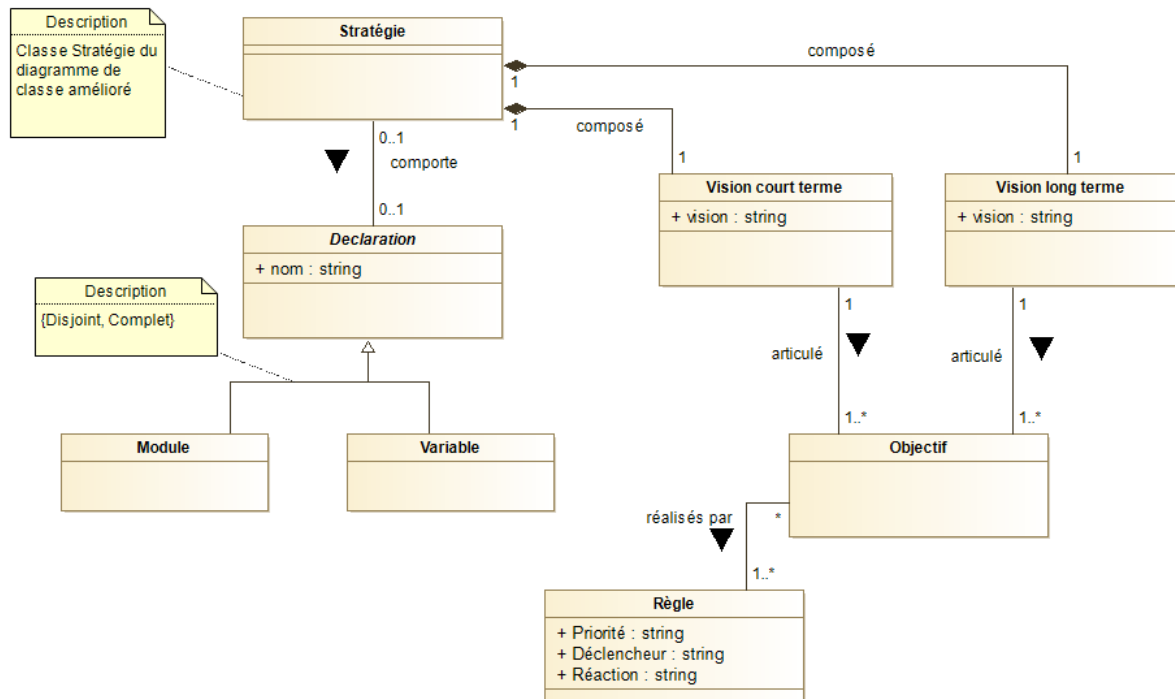 Description
Classe Stratégie du
diagramme de
classe amélioré
Stratégie
composé
1
1
composé
1
1
0..1
comporte
0..1
Vision court terme
+ vision : string
Vision long terme
+ vision : string
Declaration
+ nom : string
Description
{Disjoint, Complet}
1
articulé
1..*
1
articulé
1..*
Module
Variable
Objectif
réalisés par
*
1..*
Règle
+ Priorité : string
+ Déclencheur : string
+ Réaction : string